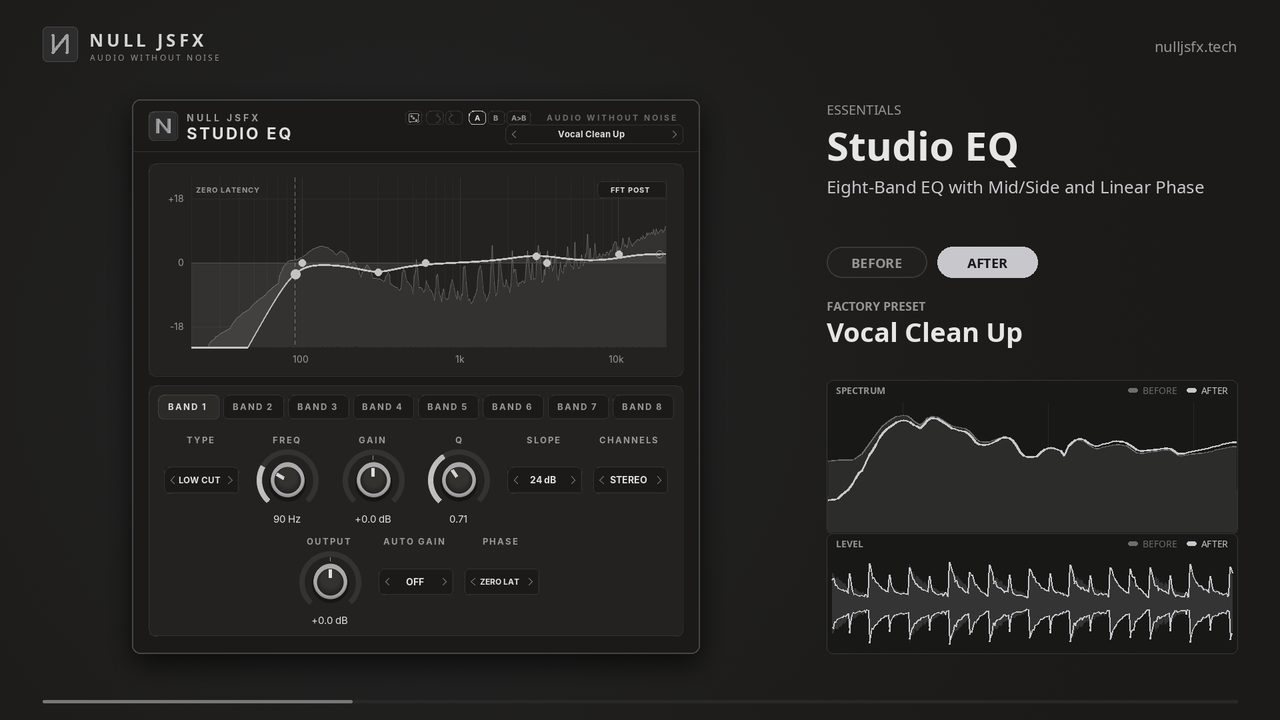 NULL JSFX
AUDIO WITHOUT NOISE
nulljsfx.tech
N
NULL JSFX
STUDIO EQ
A
B
A>B
AUDIO WITHOUT NOISE
Vocal Clean Up
ZERO LATENCY
FFT POST
+18
0
-18
100
1k
10k
BAND 1
BAND 2
BAND 3
BAND 4
BAND 5
BAND 6
BAND 7
BAND 8
TYPE
FREQ
GAIN
Q
SLOPE
CHANNELS
LOW CUT
24 dB
STEREO
90 Hz
+0.0 dB
0.71
OUTPUT
AUTO GAIN
PHASE
OFF
ZERO LAT
+0.0 dB
ESSENTIALS
Studio EQ
Eight-Band EQ with Mid/Side and Linear Phase
BEFORE
AFTER
FACTORY PRESET
Vocal Clean Up
SPECTRUM
BEFORE
AFTER
LEVEL
BEFORE
AFTER